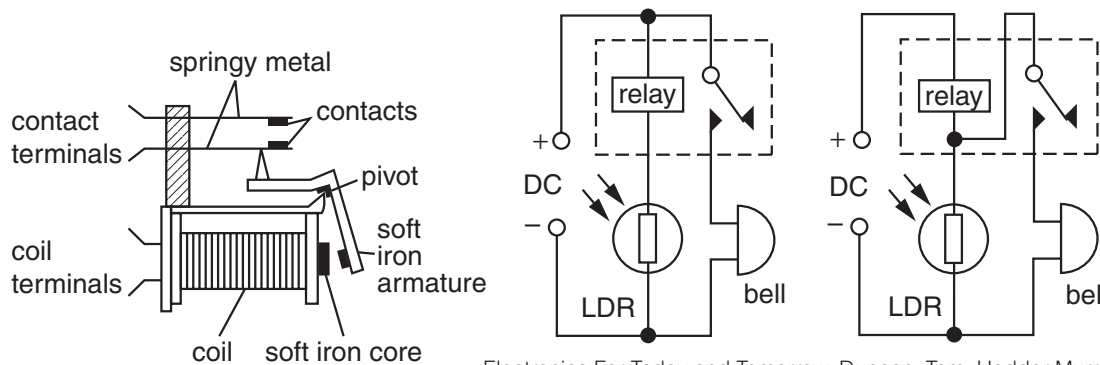 springy metal
contact
terminals
contacts
pivot
coil
terminals
soft
iron
armature
coil
soft iron core
relay
+
DC
−
LDR
bell
relay
+
DC
−
LDR